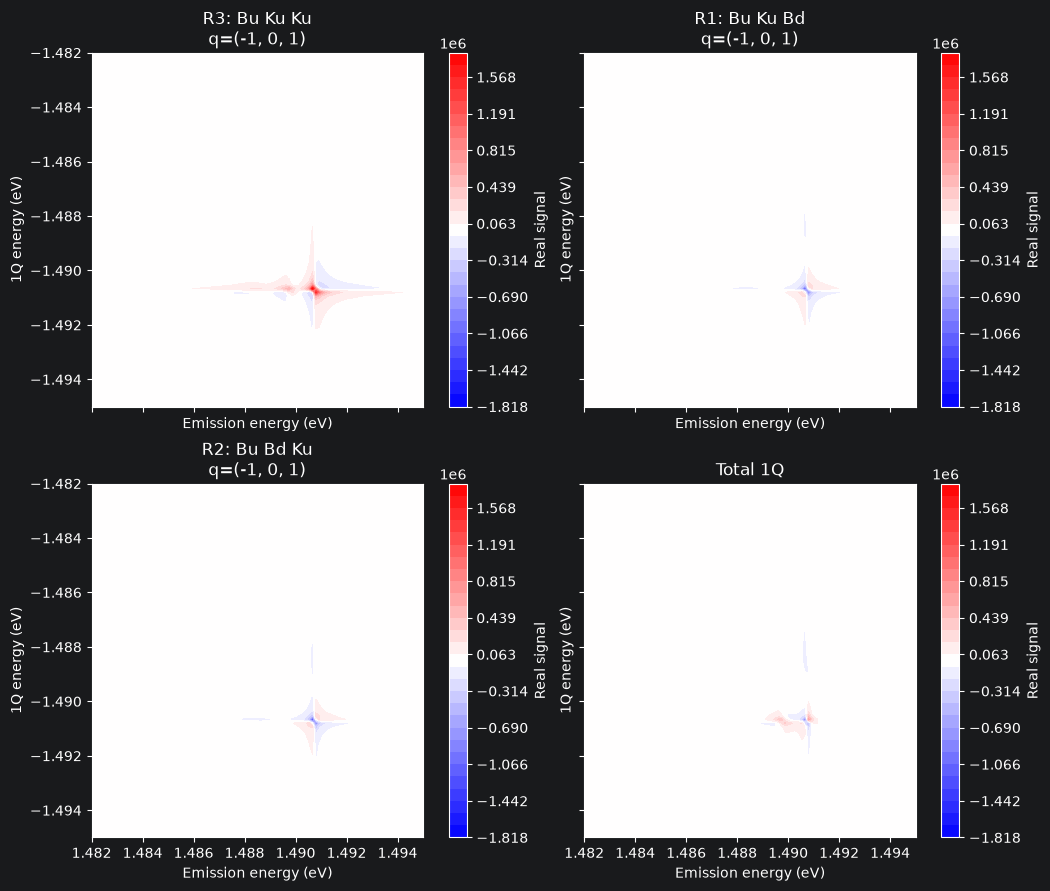 R3: Bu Ku Ku
q=(-1, 0, 1)
1e6
−1.482
−1.484
−1.486
−1.488
−1.490
−1.492
−1.494
1Q energy (eV)
Emission energy (eV)
1.568
1.191
0.815
0.439
0.063
−0.314
−0.690
−1.066
−1.442
−1.818
Real signal
R1: Bu Ku Bd
q=(-1, 0, 1)
1e6
1Q energy (eV)
Emission energy (eV)
1.568
1.191
0.815
0.439
0.063
−0.314
−0.690
−1.066
−1.442
−1.818
Real signal
R2: Bu Bd Ku
q=(-1, 0, 1)
1e6
−1.482
−1.484
−1.486
−1.488
−1.490
−1.492
−1.494
1Q energy (eV)
1.482 1.484 1.486 1.488 1.490 1.492 1.494
Emission energy (eV)
1.568
1.191
0.815
0.439
0.063
−0.314
−0.690
−1.066
−1.442
−1.818
Real signal
Total 1Q
1e6
1Q energy (eV)
1.482 1.484 1.486 1.488 1.490 1.492 1.494
Emission energy (eV)
1.568
1.191
0.815
0.439
0.063
−0.314
−0.690
−1.066
−1.442
−1.818
Real signal